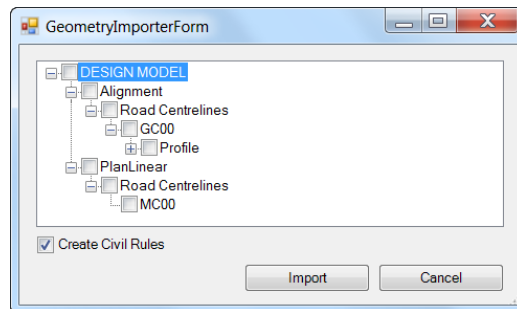 GeometryImporterForm
DESIGN MODEL
Alignment
Road Centrelines
GC00
Profile
PlanLinear
Road Centrelines
MC00
Create Civil Rules
Import Cancel